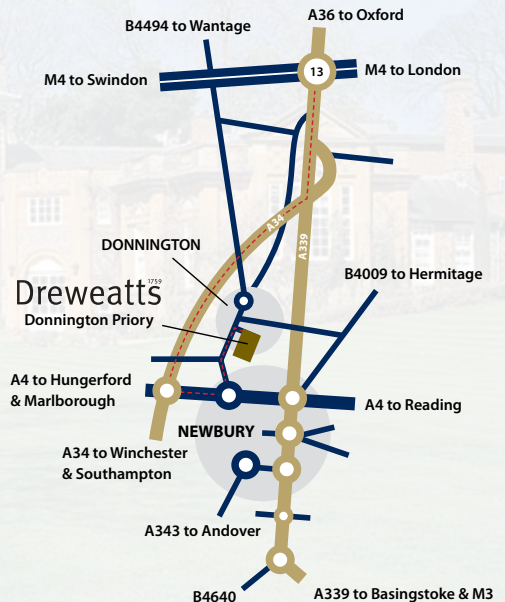 A36 to Oxford
B4494 to Wantage
13
M4 to Swindon
M4 to London
A34
A339
DONNINGTON
B4009 to Hermitage
Dreweatts 1759
Donnington Priory
A4 to Hungerford
& Marlborough
A4 to Reading
NEWBURY
A34 to Winchester
& Southampton
A343 to Andover
B4640
A339 to Basingstoke & M3